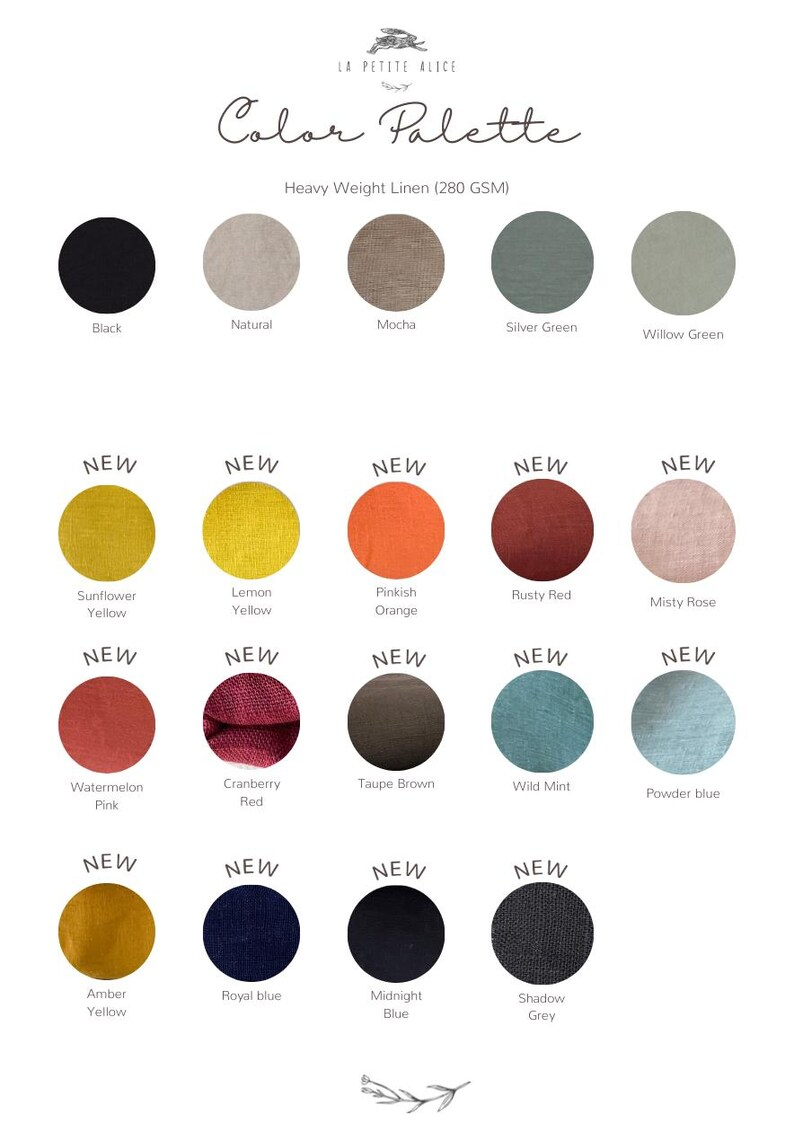 LA PETITE ALICE
Color Palette
Heavy Weight Linen (280 GSM)
Black
Natural
Mocha
Silver Green
Willow Green
NEW
NEW
NEW
NEW
NEW
Sunflower
Yellow
Lemon
Yellow
Pinkish
Orange
Rusty Red
Misty Rose
NEW
NEW
NEW
NEW
NEW
Watermelon
Pink
Cranberry
Red
Taupe Brown
Wild Mint
Powder blue
NEW
NEW
NEW
NEW
Amber
Yellow
Royal blue
Midnight
Blue
Shadow
Grey